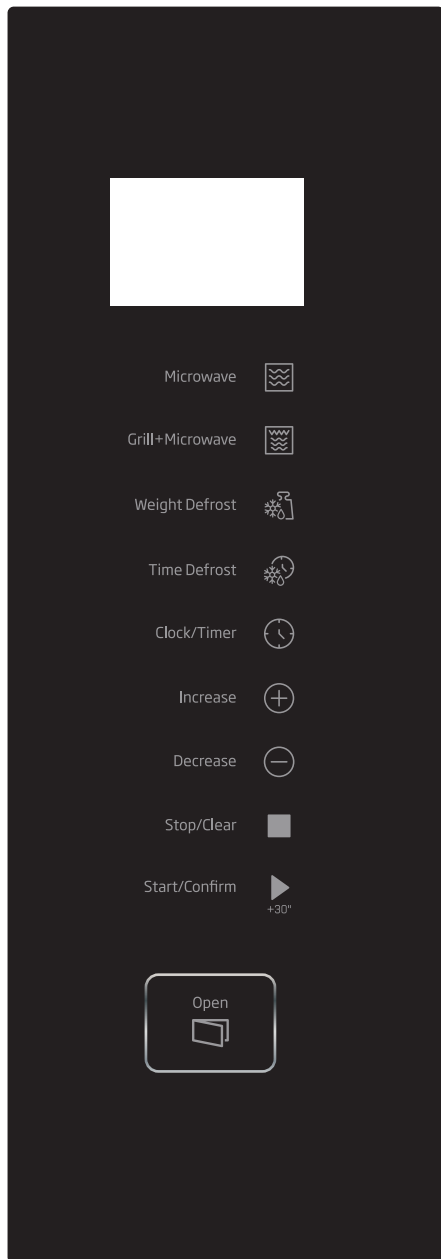 Microwave
Grill+Microwave
Weight Defrost
Time Defrost
Clock/Timer
Increase
Decrease
Stop/Clear
Start/Confirm
+30"
Open